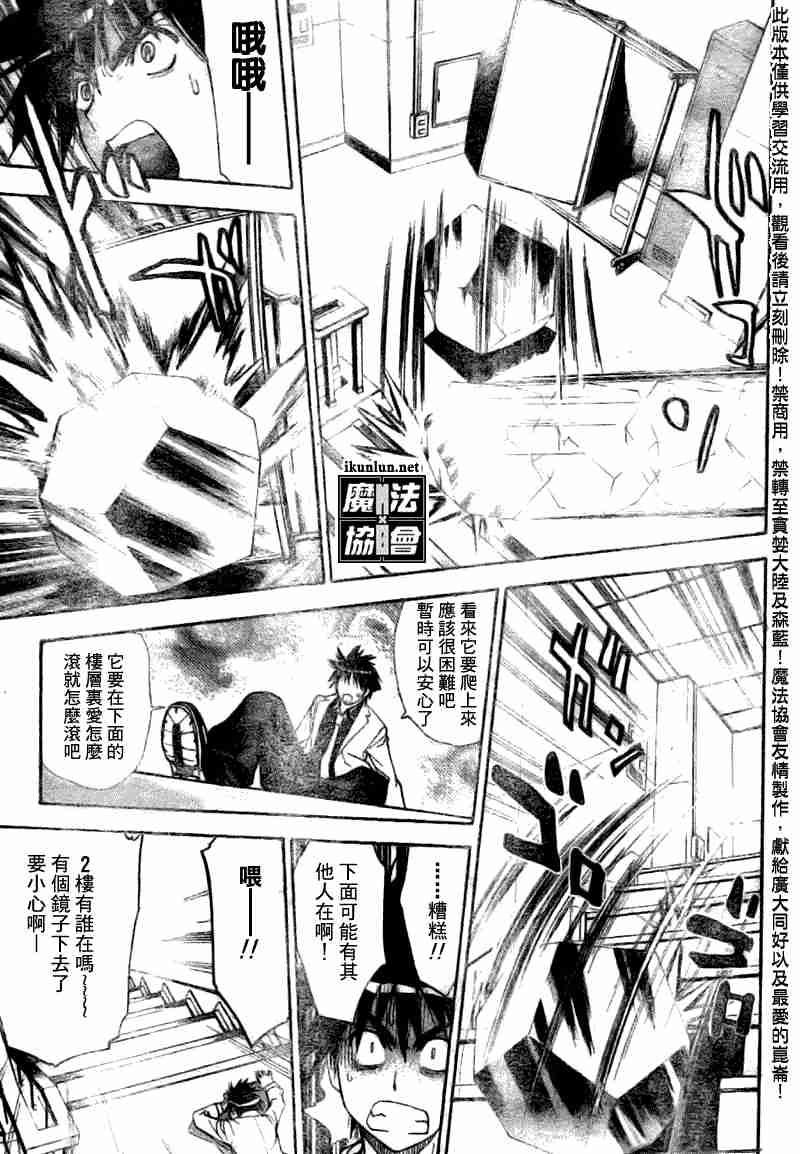 哦哦——
ikunlun.net
魔法
協會
看來它要爬上來
應該很困難吧
暫時可以安心了
它要在下面的
樓層裏愛怎麼
滾就怎麼滾吧
……糟糕!!
下面可能有其
他人在啊!
喂——!!
2樓有誰在嗎~~~~
有個鏡子下去了
要小心啊—
此版本僅供學習交流用，觀看後請立刻刪除！禁商用，禁轉至貪婪大陸及森藍！魔法協會友情製作，獻給廣大同好以及最愛的崑崙！